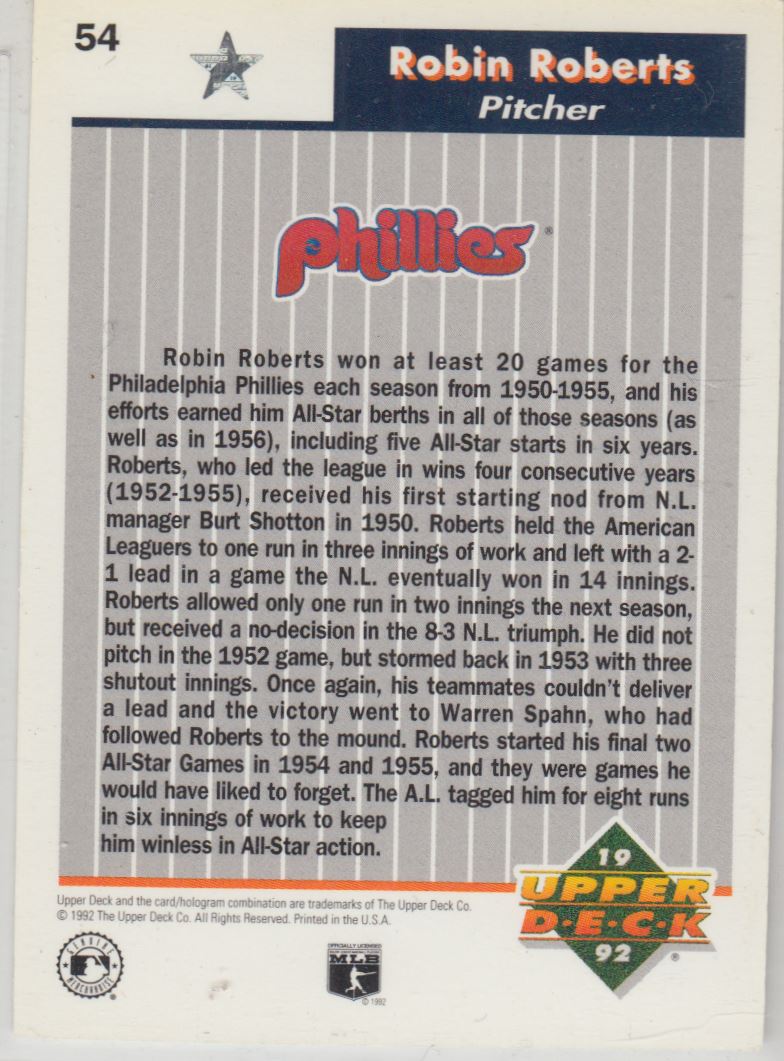 54
Robin Roberts
Pitcher
phillies®
Robin Roberts won at least 20 games for the
Philadelphia Phillies each season from 1950-1955, and his
efforts earned him All-Star berths in all of those seasons (as
well as in 1956), including five All-Star starts in six years.
Roberts, who led the league in wins four consecutive years
(1952-1955), received his first starting nod from N.L.
manager Burt Shotton in 1950. Roberts held the American
Leaguers to one run in three innings of work and left with a 2-
1 lead in a game the N.L. eventually won in 14 innings.
Roberts allowed only one run in two innings the next season,
but received a no-decision in the 8-3 N.L. triumph. He did not
pitch in the 1952 game, but stormed back in 1953 with three
shutout innings. Once again, his teammates couldn't deliver
a lead and the victory went to Warren Spahn, who had
followed Roberts to the mound. Roberts started his final two
All-Star Games in 1954 and 1955, and they were games he
would have liked to forget. The A.L. tagged him for eight runs
in six innings of work to keep
him winless in All-Star action.
19
UPPER
D·E·C·K
92
®
Upper Deck and the card/hologram combination are trademarks of The Upper Deck Co.
© 1992 The Upper Deck Co. All Rights Reserved. Printed in the U.S.A.
GENUINE
MERCHANDISE
®
OFFICIALLY LICENSED
MLB
© 1992